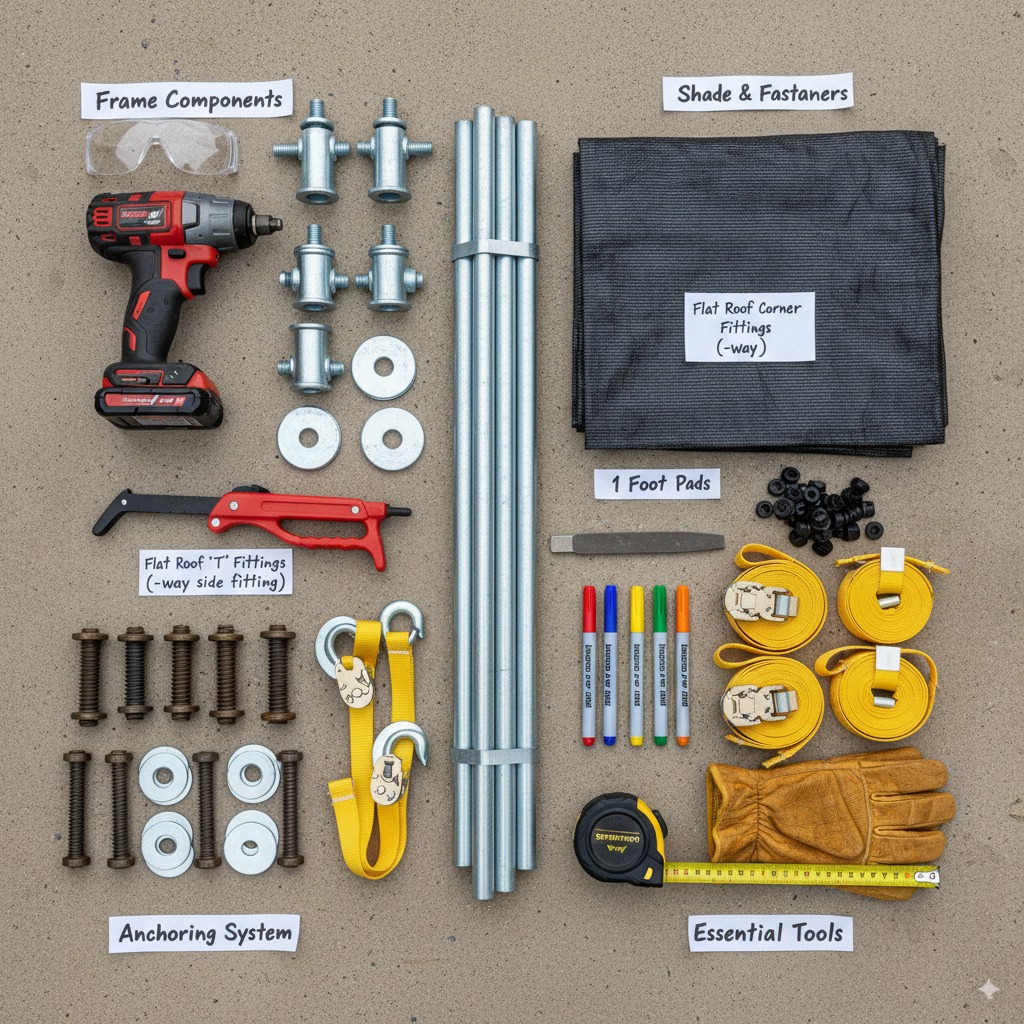 Frame Components
Shade & Fastaners
Flat Roof Corner
Fittings
(-way)
1 Foot Pads
Flat Roof 'T' Fittings
(-way side fitting)
Anchoring System
Essential Tools